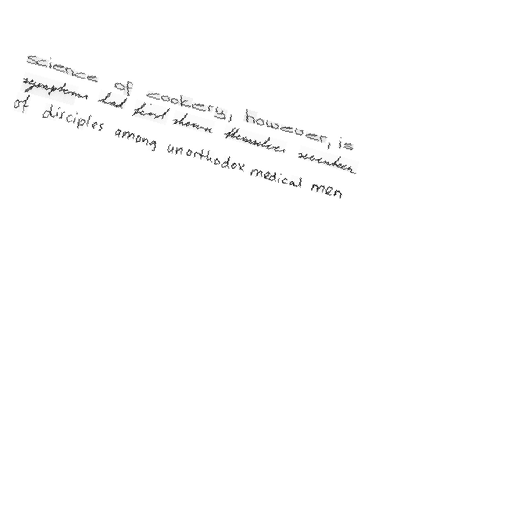 science of cookery, however, is
symptoms had first shown themselves seventeen
of disciples among unorthodox medical men